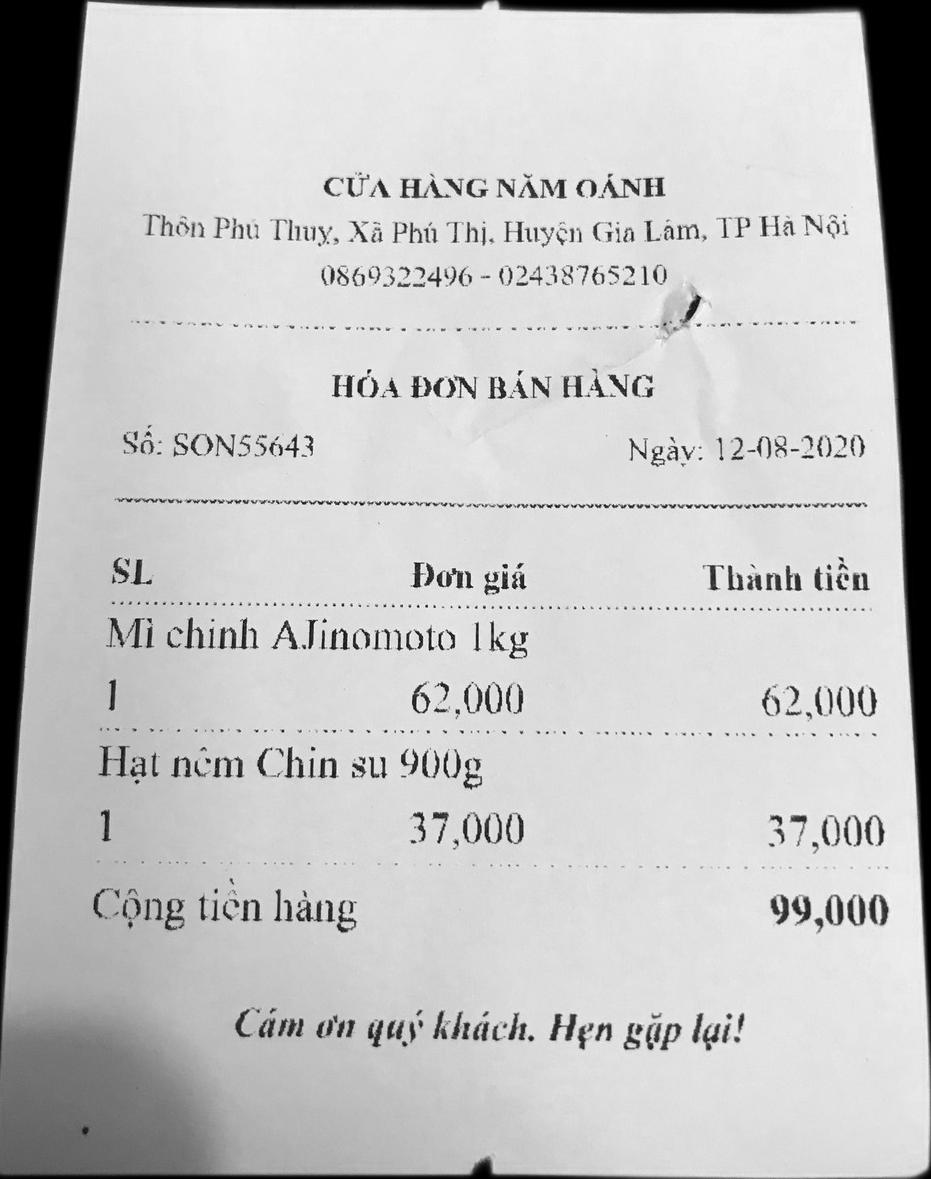 CỬA HÀNG NĂM OÁNH
Thôn Phú Thuỵ, Xã Phú Thị, Huyện Gia Lâm, TP Hà Nội
0869322496 - 02438765210
HÓA ĐƠN BÁN HÀNG
Số: SON55643 Ngày: 12-08-2020
SL Đơn giá Thành tiền
Mì chinh AJinomoto 1kg
1 62,000 62,000
Hạt nêm Chin su 900g
1 37,000 37,000
Cộng tiền hàng 99,000
Cám ơn quý khách. Hẹn gặp lại!